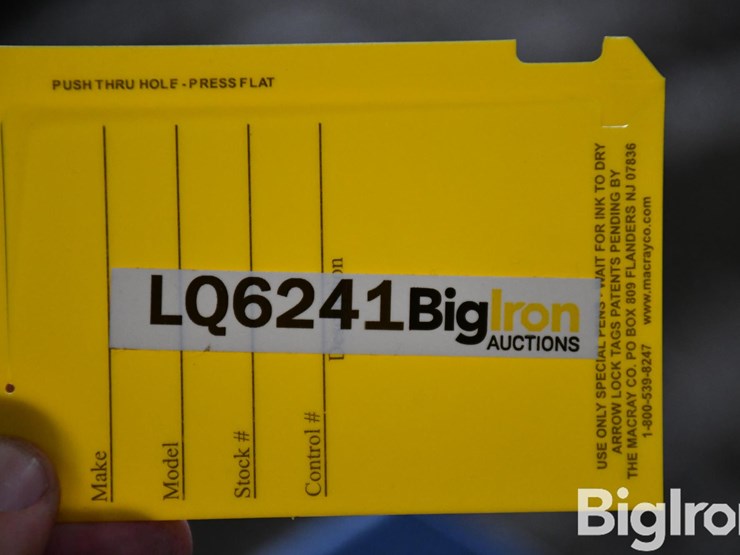 PUSH THRU HOLE - PRESS FLAT
LQ6241 BigIron
AUCTIONS
Make
Model
Stock #
Control #
USE ONLY SPECIAL PENS - WAIT FOR INK TO DRY
ARROW LOCK TAGS PATENTS PENDING BY
THE MACRAY CO. PO BOX 809 FLANDERS NJ 07836
1-800-539-8247 www.macrayco.com
BigIron